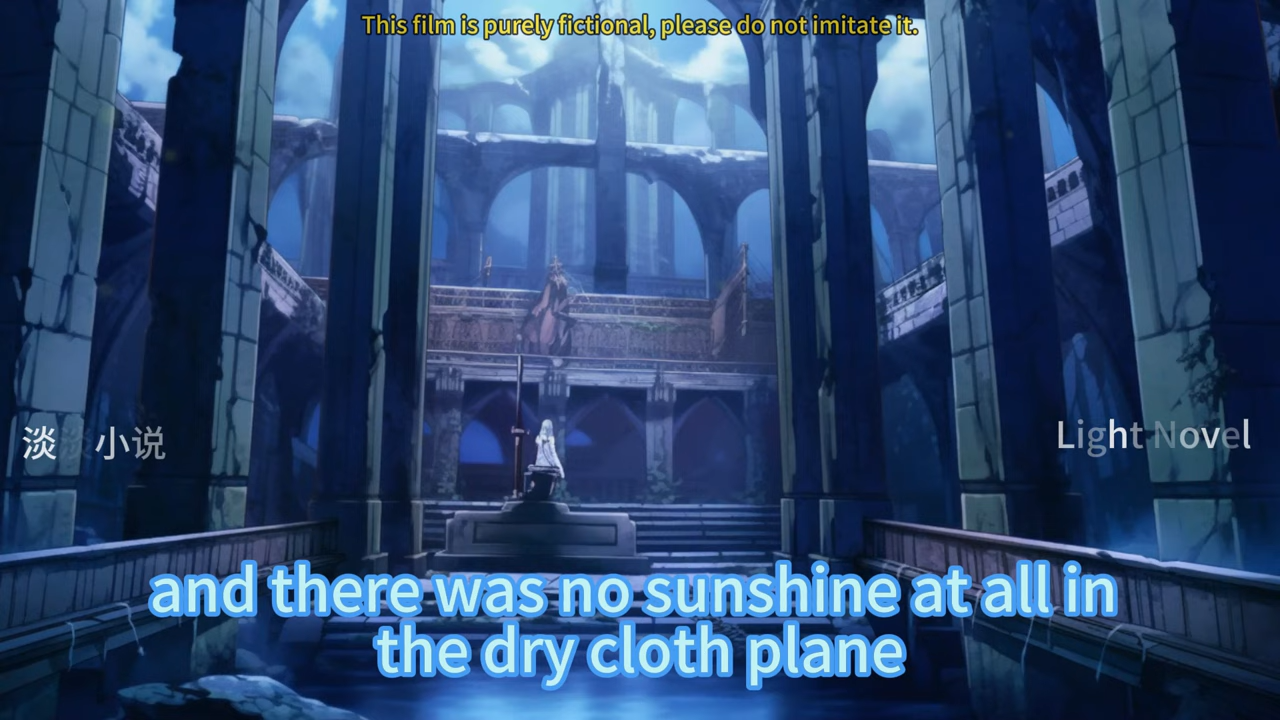 This film is purely fictional, please do not imitate it.
淡淡小说
Light Novel
and there was no sunshine at all in
the dry cloth plane